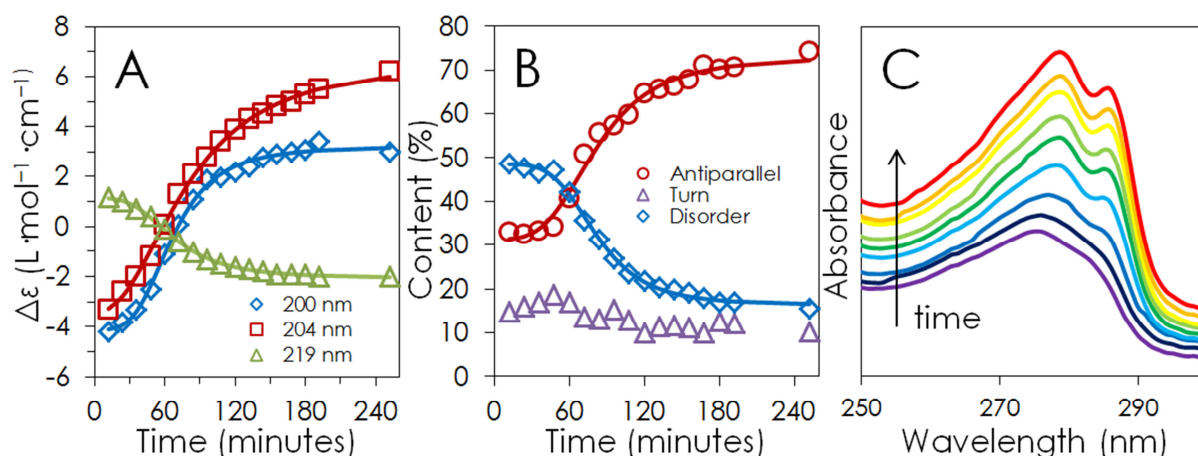 A
Δε (L·mol⁻¹·cm⁻¹)
8
6
4
2
0
-2
-4
-6
200 nm
204 nm
219 nm
0 60 120 180 240
Time (minutes)
B
Content (%)
80
70
60
50
40
30
20
10
0
Antiparallel
Turn
Disorder
0 60 120 180 240
Time (minutes)
C
Absorbance
time
250 270 290
Wavelength (nm)